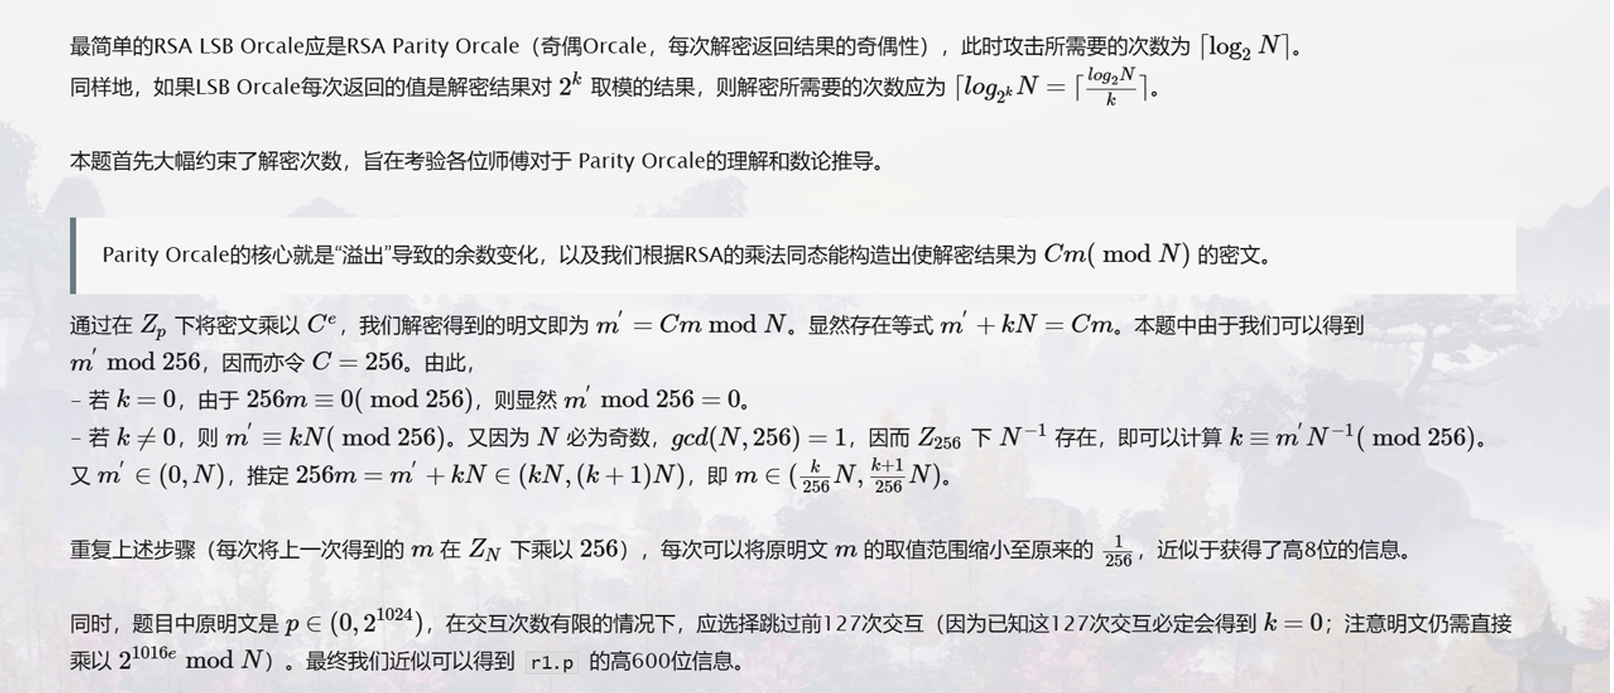 最简单的RSA LSB Orcale应是RSA Parity Orcale（奇偶Orcale，每次解密返回结果的奇偶性），此时攻击所需要的次数为 ⌈log₂ N⌉。
同样地，如果LSB Orcale每次返回的值是解密结果对 2^k 取模的结果，则解密所需要的次数应为 ⌈log_{2^k} N = ⌈\frac{log_2 N}{k}⌉。
本题首先大幅约束了解密次数，旨在考验各位师傅对于 Parity Orcale的理解和数论推导。
Parity Orcale的核心就是“溢出”导致的余数变化，以及我们根据RSA的乘法同态能构造出使解密结果为 Cm( mod N) 的密文。
通过在 Z_p 下将密文乘以 C^e，我们解密得到的明文即为 m′ = Cm mod N。显然存在等式 m′ + kN = Cm。本题中由于我们可以得到
m′ mod 256，因而亦令 C = 256。由此，
– 若 k = 0，由于 256m ≡ 0( mod 256)，则显然 m′ mod 256 = 0。
– 若 k ≠ 0，则 m′ ≡ kN( mod 256)。又因为 N 必为奇数，gcd(N, 256) = 1，因而 Z_{256} 下 N^{-1} 存在，即可以计算 k ≡ m′N^{-1}( mod 256)。
又 m′ ∈ (0, N)，推定 256m = m′ + kN ∈ (kN, (k + 1)N)，即 m ∈ (\frac{k}{256}N, \frac{k+1}{256}N)。
重复上述步骤（每次将上一次得到的 m 在 Z_N 下乘以 256），每次可以将原明文 m 的取值范围缩小至原来的 \frac{1}{256}，近似于获得了高8位的信息。
同时，题目中原明文是 p ∈ (0, 2^{1024})，在交互次数有限的情况下，应选择跳过前127次交互（因为已知这127次交互必定会得到 k = 0；注意明文仍需直接
乘以 2^{1016e} mod N）。最终我们近似可以得到 r1.p 的高600位信息。